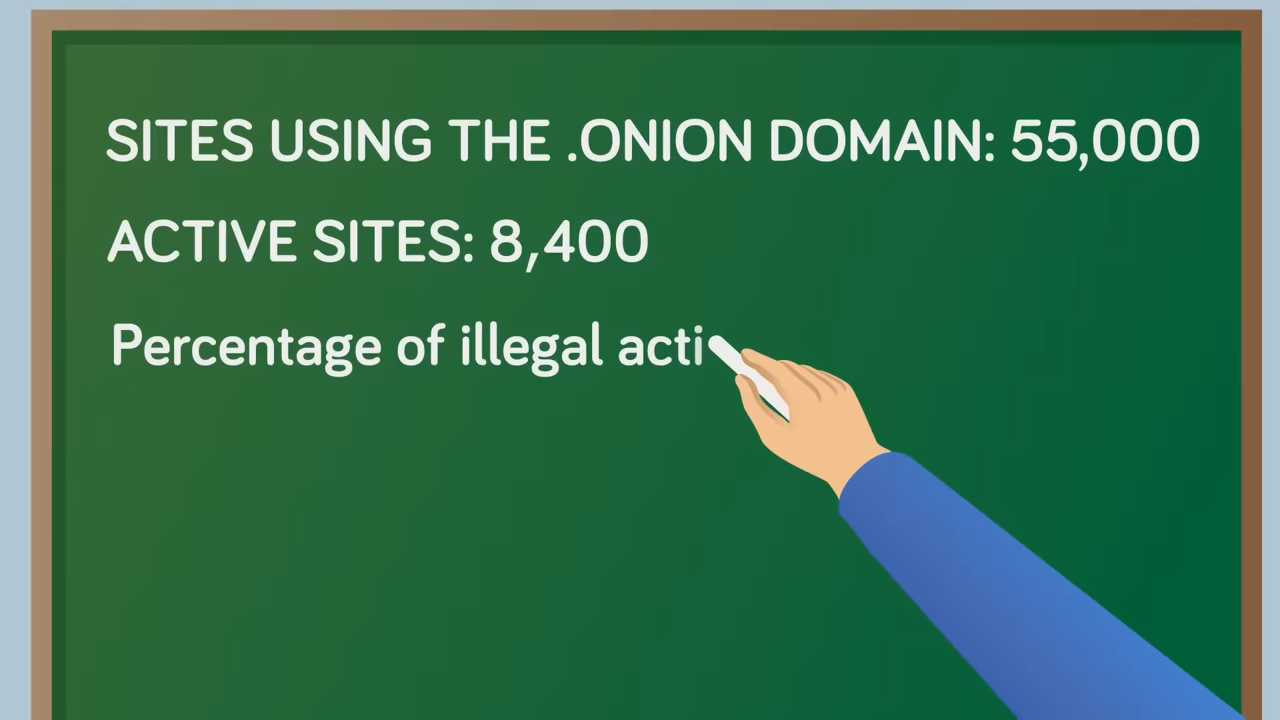 SITES USING THE .ONION DOMAIN: 55,000
ACTIVE SITES: 8,400
Percentage of illegal acti